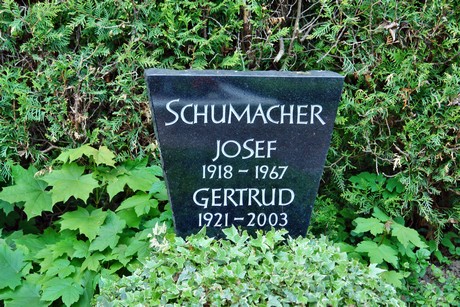 SCHUMACHER
JOSEF
1918 - 1967
GERTRUD
1921 - 2003